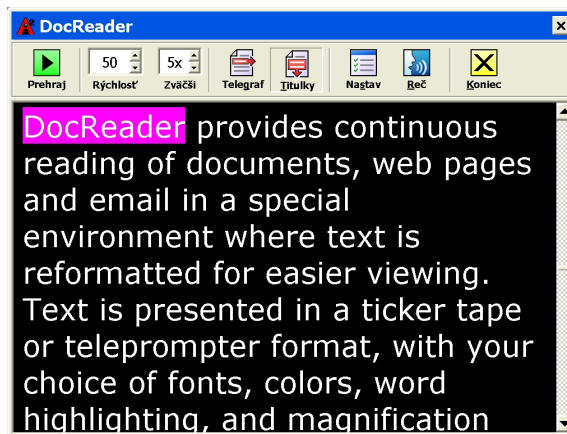 DocReader
50 5x
Prehraj Rýchlosť Zväčši Telegraf Titulky Nastav Reč Koniec
DocReader provides continuous
reading of documents, web pages
and email in a special
environment where text is
reformatted for easier viewing.
Text is presented in a ticker tape
or teleprompter format, with your
choice of fonts, colors, word
highlighting, and magnification